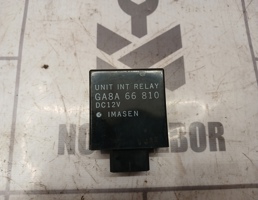 UNIT INT RELAY
GA8A 66 810
DC12V
IMASEN